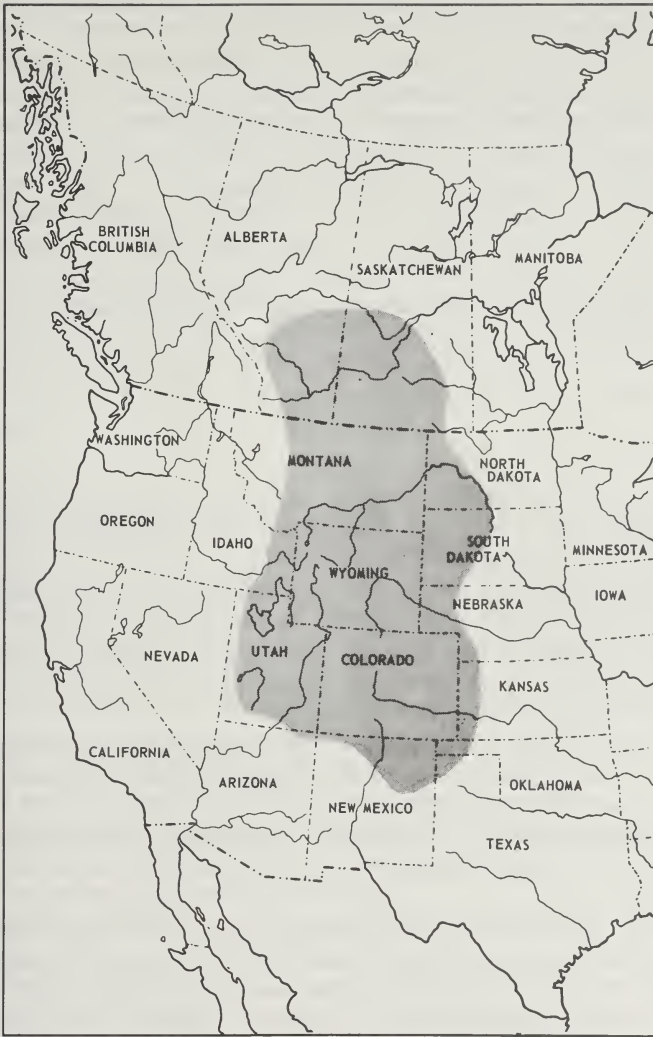 BRITISH
COLUMBIA
ALBERTA
SASKATCHEWAN
MANITOBA
WASHINGTON
MONTANA
NORTH
DAKOTA
OREGON
IDAHO
SOUTH
DAKOTA
MINNESOTA
WYOMING
NEBRASKA
IOWA
NEVADA
UTAH
COLORADO
KANSAS
CALIFORNIA
ARIZONA
NEW MEXICO
OKLAHOMA
TEXAS